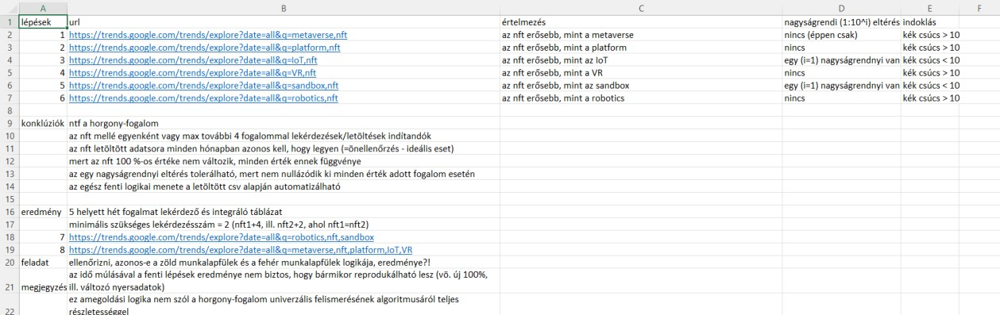 A B C D E F
1 lépések url értelmezés nagyságrendi (1:10^i) eltérés indoklás
2 1 https://trends.google.com/trends/explore?date=all&q=metaverse,nft az nft erősebb, mint a metaverse nincs (éppen csak) kék csúcs > 10
3 2 https://trends.google.com/trends/explore?date=all&q=platform,nft az nft erősebb, mint a platform nincs kék csúcs > 10
4 3 https://trends.google.com/trends/explore?date=all&q=IoT,nft az nft erősebb, mint az IoT egy (i=1) nagyságrendnyi van kék csúcs < 10
5 4 https://trends.google.com/trends/explore?date=all&q=VR,nft az nft erősebb, mint a VR nincs kék csúcs > 10
6 5 https://trends.google.com/trends/explore?date=all&q=sandbox,nft az nft erősebb, mint az sandbox egy (i=1) nagyságrendnyi van kék csúcs < 10
7 6 https://trends.google.com/trends/explore?date=all&q=robotics,nft az nft erősebb, mint a robotics nincs kék csúcs > 10
8
9 konklúziók ntf a horgony-fogalom
10 az nft mellé egyenként vagy max további 4 fogalommal lekérdezések/letöltések indítandók
11 az nft letöltött adatsora minden hónapban azonos kell, hogy legyen (=önellenőrzés - ideális eset)
12 mert az nft 100 %-os értéke nem változik, minden érték ennek függvénye
13 az egy nagyságrendnyi eltérés tolerálható, mert nem nullázódik ki minden érték adott fogalom esetén
14 az egész fenti logikai menete a letöltött csv alapján automatizálható
15
16 eredmény 5 helyett hét fogalmat lekérdező és integráló táblázat
17 minimális szükséges lekérdezésszám = 2 (nft1+4, ill. nft2+2, ahol nft1=nft2)
18 7 https://trends.google.com/trends/explore?date=all&q=robotics,nft,sandbox
19 8 https://trends.google.com/trends/explore?date=all&q=metaverse,nft,platform,IoT,VR
20 feladat ellenőrizni, azonos-e a zöld munkalapfülek és a fehér munkalapfülek logikája, eredménye?!
az idő múlásával a fenti lépések eredménye nem biztos, hogy bármikor reprodukálható lesz (vö. új 100%,
21 megjegyzés ill. változó nyersadatok)
ez amegoldási logika nem szól a horgony-fogalom univerzális felismerésének algoritmusáról teljes
22 részletességgel